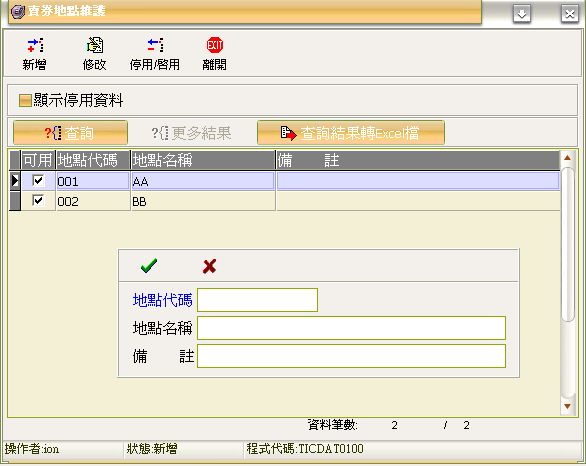 賣券地點維護
新增 修改 停用/啓用 離開
顯示停用資料
?{查詢 ?{更多結果 查詢結果轉Excel檔
可用 地點代碼 地點名稱 備 註
001 AA
002 BB
地點代碼
地點名稱
備 註
資料筆數: 2 / 2
操作者:ion 狀態:新增 程式代碼:TICDAT0100